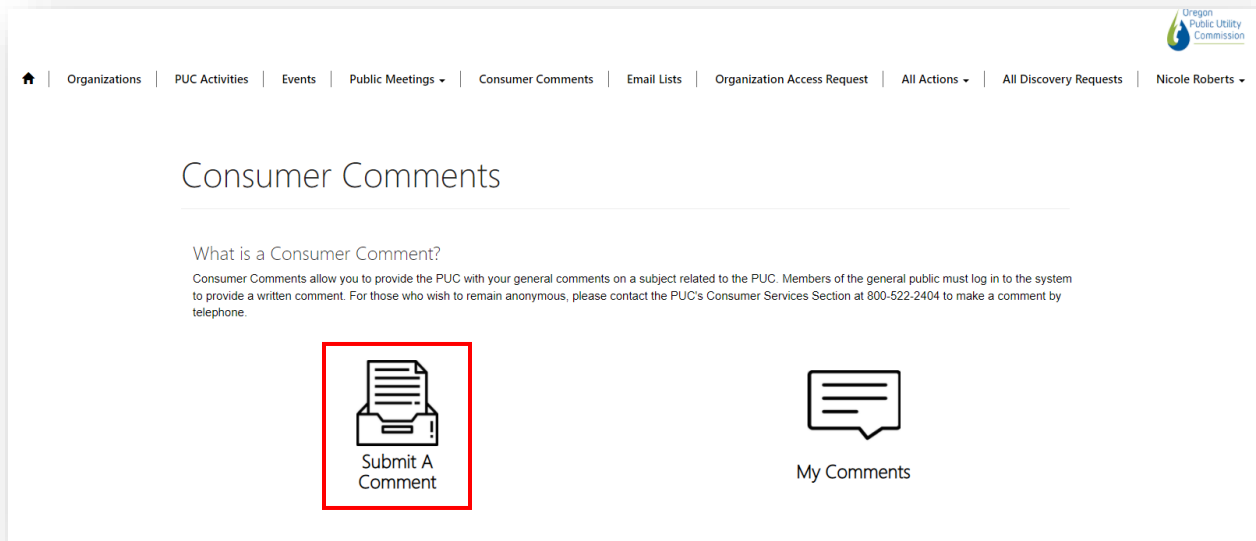 Oregon
Public Utility
Commission
Organizations PUC Activities Events Public Meetings Consumer Comments Email Lists Organization Access Request All Actions All Discovery Requests Nicole Roberts
Consumer Comments
What is a Consumer Comment?
Consumer Comments allow you to provide the PUC with your general comments on a subject related to the PUC. Members of the general public must log in to the system
to provide a written comment. For those who wish to remain anonymous, please contact the PUC's Consumer Services Section at 800-522-2404 to make a comment by
telephone.
Submit A
Comment
My Comments